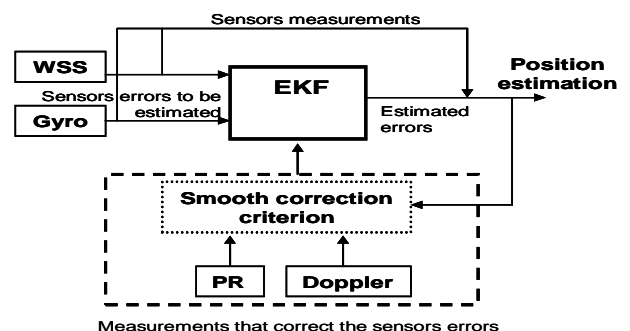 Sensors measurements
WSS
Sensors errors to be
estimated
Gyro
EKF
Position
estimation
Estimated
errors
Smooth correction
criterion
PR
Doppler
Measurements that correct the sensors errors